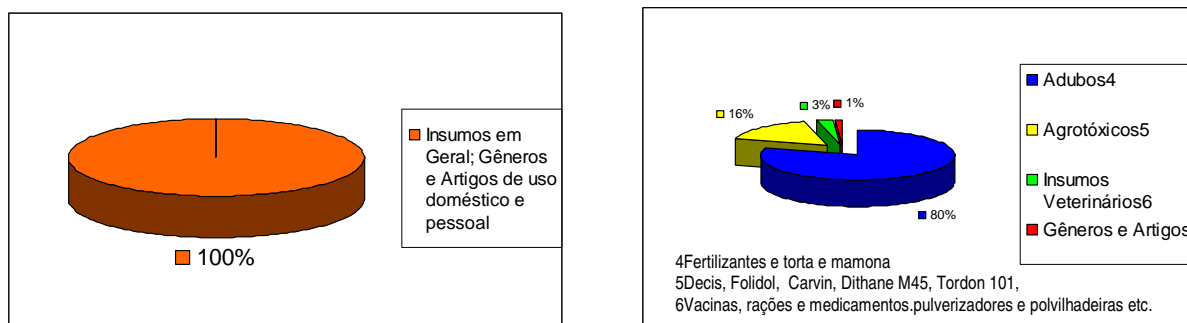 Insumos em
Geral; Gêneros
e Artigos de uso
doméstico e
pessoal
100%
16%
3%
1%
80%
Adubos4
Agrotóxicos5
Insumos
Veterinários6
Gêneros e Artigos
4Fertilizantes e torta e mamona
5Decis, Folidol, Carvin, Dithane M45, Tordon 101,
6Vacinas, rações e medicamentos.pulverizadores e polvilhadeiras etc.